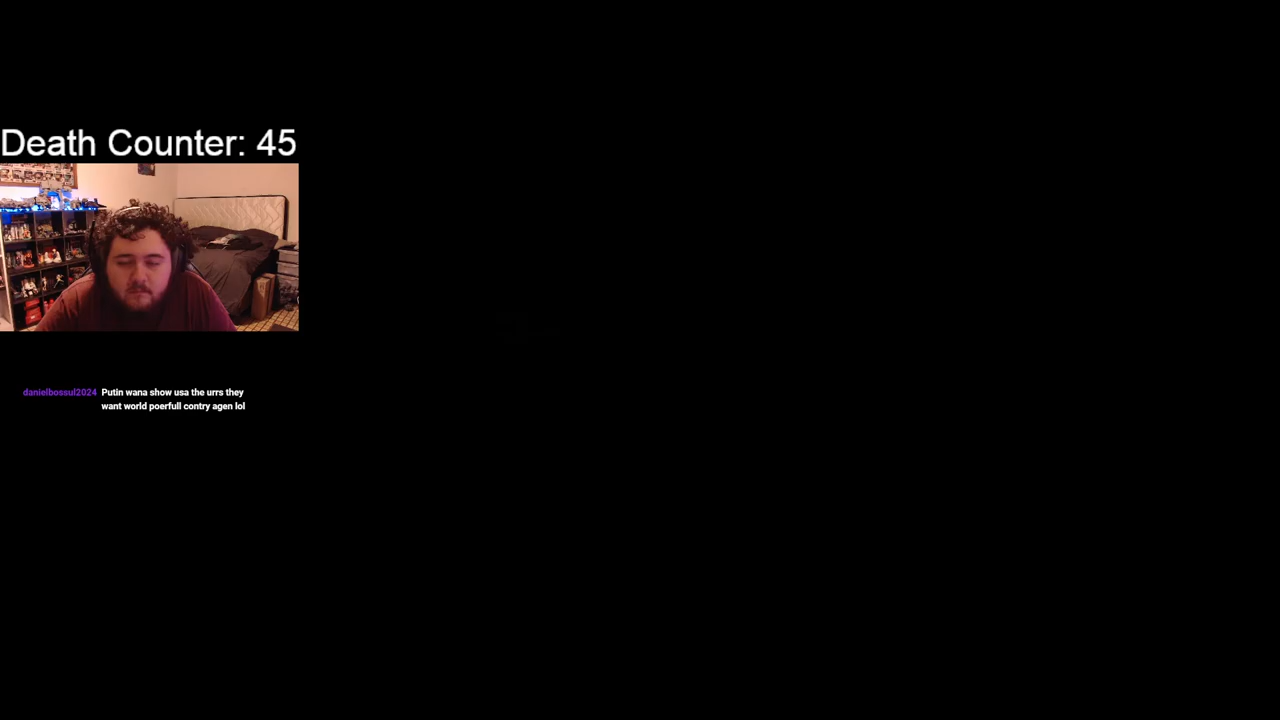 Death Counter: 45
danielbossul2024 Putin wana show usa the urrs they
want world poerfull contry agen lol